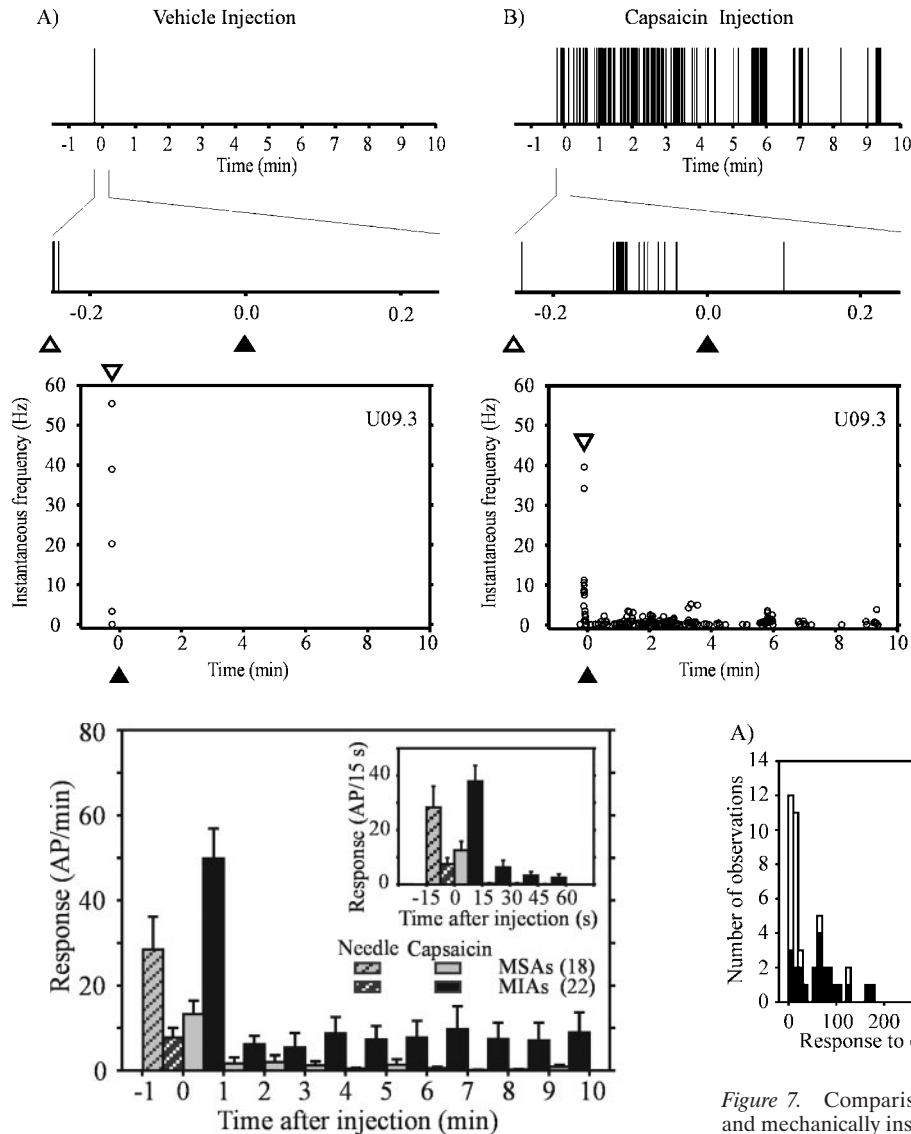 A) Vehicle Injection
-1 0 1 2 3 4 5 6 7 8 9 10
Time (min)
-0.2 0.0 0.2
60
50
40
30
20
10
0
Instantaneous frequency (Hz)
U09.3
0 2 4 6 8 10
Time (min)
B) Capsaicin Injection
-1 0 1 2 3 4 5 6 7 8 9 10
Time (min)
-0.2 0.0 0.2
60
50
40
30
20
10
0
Instantaneous frequency (Hz)
U09.3
0 2 4 6 8 10
Time (min)
80
60
40
20
0
Response (AP/min)
40
20
0
Response (AP/15 s)
-15 0 15 30 45 60
Time after injection (s)
Needle Capsaicin
MSAs (18)
MIAs (22)
-1 0 1 2 3 4 5 6 7 8 9 10
Time after injection (min)
A)
14
12
10
8
6
4
2
0
Number of observations
0 100 200
Response to
Figure 7. Comparis
and mechanically ins